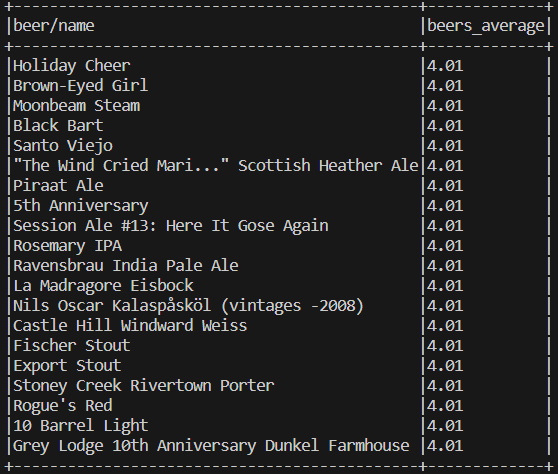 +-----------------------------------------+-------------+
|beer/name                                |beers_average|
+-----------------------------------------+-------------+
|Holiday Cheer                            |4.01         |
|Brown-Eyed Girl                          |4.01         |
|Moonbeam Steam                           |4.01         |
|Black Bart                               |4.01         |
|Santo Viejo                              |4.01         |
|"The Wind Cried Mari..." Scottish Heather Ale|4.01         |
|Piraat Ale                               |4.01         |
|5th Anniversary                          |4.01         |
|Session Ale #13: Here It Gose Again      |4.01         |
|Rosemary IPA                             |4.01         |
|Ravensbrau India Pale Ale                |4.01         |
|La Madragore Eisbock                     |4.01         |
|Nils Oscar Kalaspåsköl (vintages -2008)  |4.01         |
|Castle Hill Windward Weiss               |4.01         |
|Fischer Stout                            |4.01         |
|Export Stout                             |4.01         |
|Stoney Creek Rivertown Porter            |4.01         |
|Rogue's Red                              |4.01         |
|10 Barrel Light                          |4.01         |
|Grey Lodge 10th Anniversary Dunkel Farmhouse |4.01         |
+-----------------------------------------+-------------+